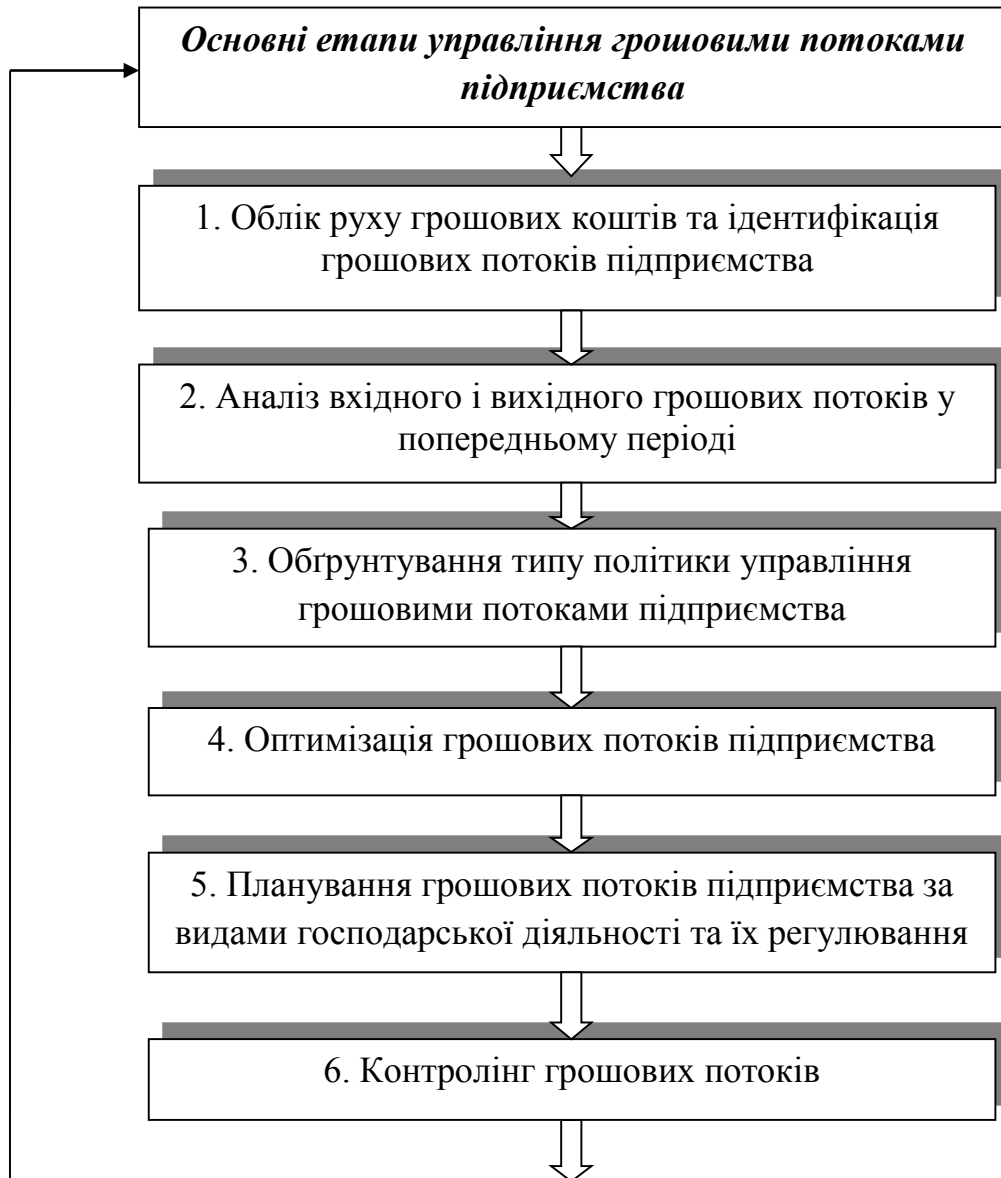 Основні етапи управління грошовими потоками
підприємства
1. Облік руху грошових коштів та ідентифікація
грошових потоків підприємства
2. Аналіз вхідного і вихідного грошових потоків у
попередньому періоді
3. Обґрунтування типу політики управління
грошовими потоками підприємства
4. Оптимізація грошових потоків підприємства
5. Планування грошових потоків підприємства за
видами господарської діяльності та їх регулювання
6. Контролінг грошових потоків